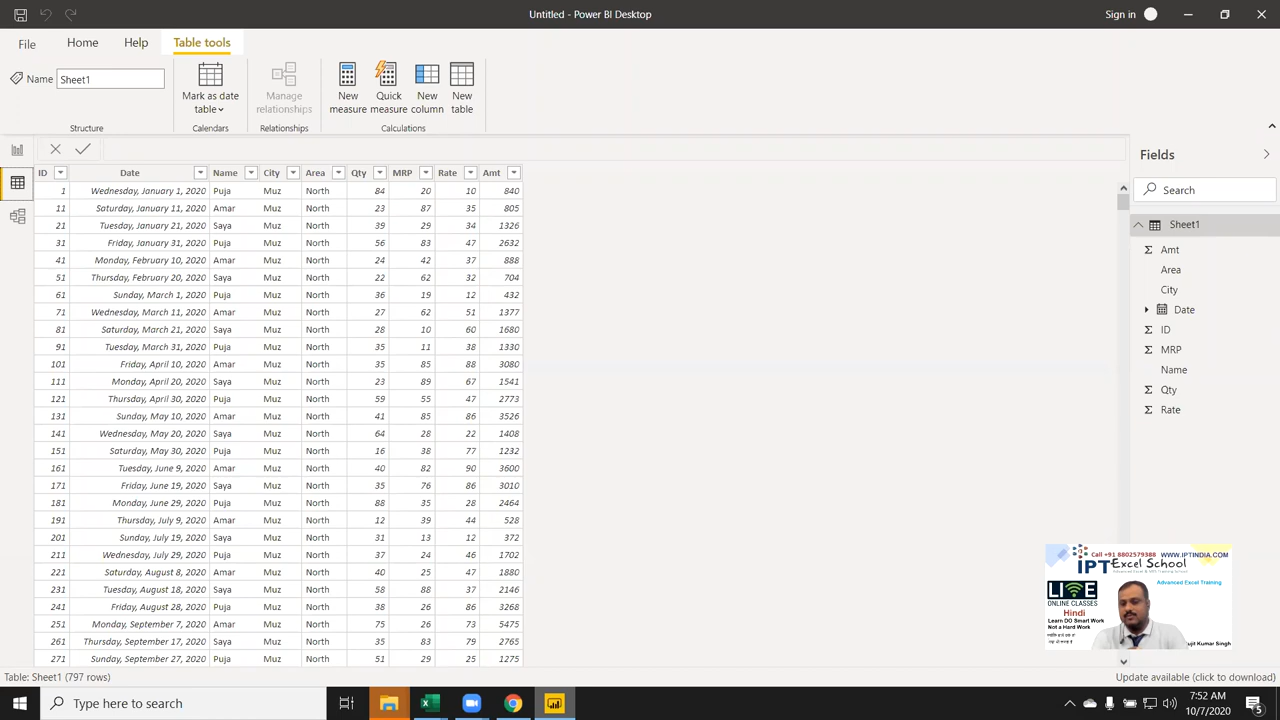 Untitled - Power BI Desktop
Sign in
File Home Help Table tools
Name Sheet1
Mark as date table
Manage relationships
New measure
Quick measure
New column
New table
Structure Calendars Relationships Calculations
Fields
Search
Sheet1
Amt
Area
City
Date
ID
MRP
Name
Qty
Rate
ID Date Name City Area Qty MRP Rate Amt
1 Wednesday, January 1, 2020 Puja Muz North 84 20 10 840
11 Saturday, January 11, 2020 Amar Muz North 23 87 35 805
21 Tuesday, January 21, 2020 Saya Muz North 39 29 34 1326
31 Friday, January 31, 2020 Puja Muz North 56 83 47 2632
41 Monday, February 10, 2020 Amar Muz North 24 42 37 888
51 Thursday, February 20, 2020 Saya Muz North 22 62 32 704
61 Sunday, March 1, 2020 Puja Muz North 36 19 12 432
71 Wednesday, March 11, 2020 Amar Muz North 27 62 51 1377
81 Saturday, March 21, 2020 Saya Muz North 28 10 60 1680
91 Tuesday, March 31, 2020 Puja Muz North 35 11 38 1330
101 Friday, April 10, 2020 Amar Muz North 35 85 88 3080
111 Monday, April 20, 2020 Saya Muz North 23 89 67 1541
121 Thursday, April 30, 2020 Puja Muz North 59 55 47 2773
131 Sunday, May 10, 2020 Amar Muz North 41 85 86 3526
141 Wednesday, May 20, 2020 Saya Muz North 64 28 22 1408
151 Saturday, May 30, 2020 Puja Muz North 16 38 77 1232
161 Tuesday, June 9, 2020 Amar Muz North 40 82 90 3600
171 Friday, June 19, 2020 Saya Muz North 35 76 86 3010
181 Monday, June 29, 2020 Puja Muz North 88 35 28 2464
191 Thursday, July 9, 2020 Amar Muz North 12 39 44 528
201 Sunday, July 19, 2020 Saya Muz North 31 13 12 372
211 Wednesday, July 29, 2020 Puja Muz North 37 24 46 1702
221 Saturday, August 8, 2020 Amar Muz North 40 25 47 1880
231 Tuesday, August 18, 2020 Saya Muz North 58 88 37 2146
241 Friday, August 28, 2020 Puja Muz North 38 26 86 3268
251 Monday, September 7, 2020 Amar Muz North 75 26 73 5475
261 Thursday, September 17, 2020 Saya Muz North 35 83 79 2765
271 Sunday, September 27, 2020 Puja Muz North 51 29 25 1275
Call +91 8802579388 WWW.IPTINDIA.COM
IPT Excel School
Advanced Excel Training
LIVE
ONLINE CLASSES
Hindi
Learn DO Smart Work
Not a Hard Work
ujit Kumar Singh
Table: Sheet1 (797 rows)
Update available (click to download)
Type here to search
7:52 AM
10/7/2020
5